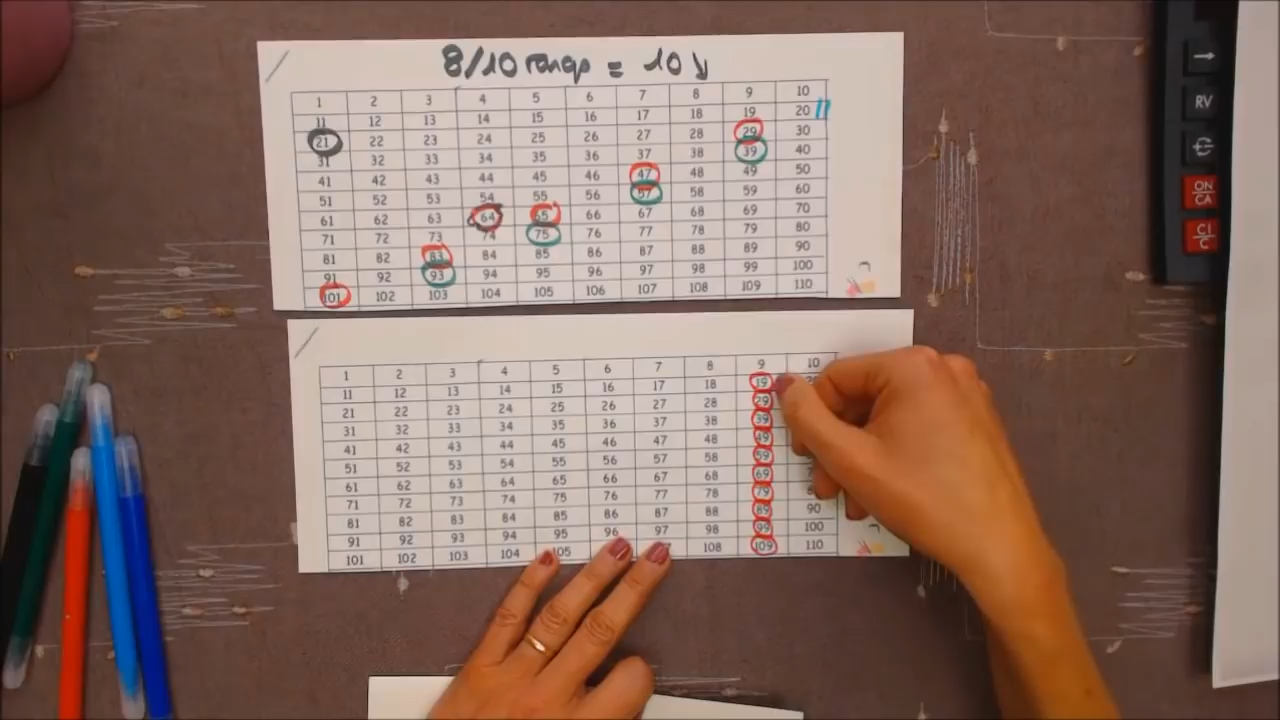 1 2 3 4 5 6 7 8 9 10
11 12 13 14 15 16 17 18 19 20
21 22 23 24 25 26 27 28 29 30
31 32 33 34 35 36 37 38 39 40
41 42 43 44 45 46 47 48 49 50
51 52 53 54 55 56 57 58 59 60
61 62 63 64 65 66 67 68 69 70
71 72 73 74 75 76 77 78 79 80
81 82 83 84 85 86 87 88 89 90
91 92 93 94 95 96 97 98 99 100
101 102 103 104 105 106 107 108 109 110
1 2 3 4 5 6 7 8 9 10
11 12 13 14 15 16 17 18 19
21 22 23 24 25 26 27 28 29
31 32 33 34 35 36 37 38 39
41 42 43 44 45 46 47 48 49
51 52 53 54 55 56 57 58 59
61 62 63 64 65 66 67 68 69
71 72 73 74 75 76 77 78 79
81 82 83 84 85 86 87 88 89 90
91 92 93 94 95 96 97 98 99 100
101 102 103 104 105 108 109 110
→
RV
ON/CA
CI/C